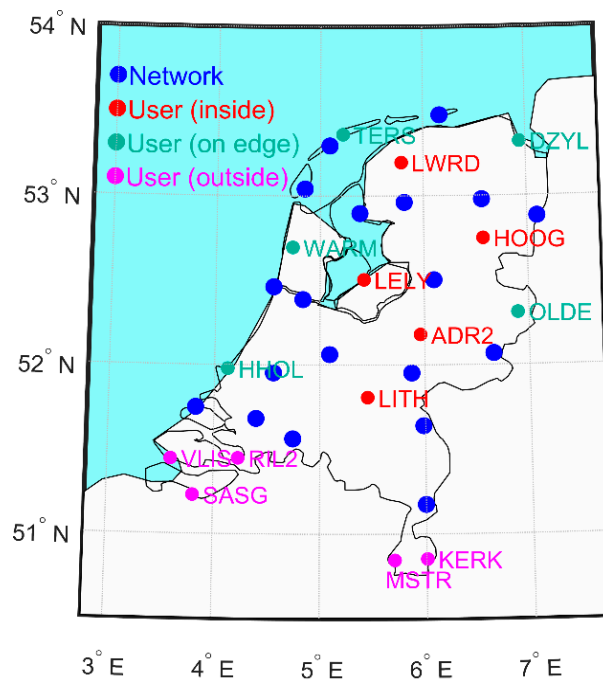 54° N
Network
User (inside)
User (on edge)
User (outside)
TERS
DZYL
LWRD
53° N
HOOG
WARM
LELY
OLDE
ADR2
52° N
HHOL
LITH
VLIS RIL2
SASG
51° N
KERK
MSTR
3° E 4° E 5° E 6° E 7° E